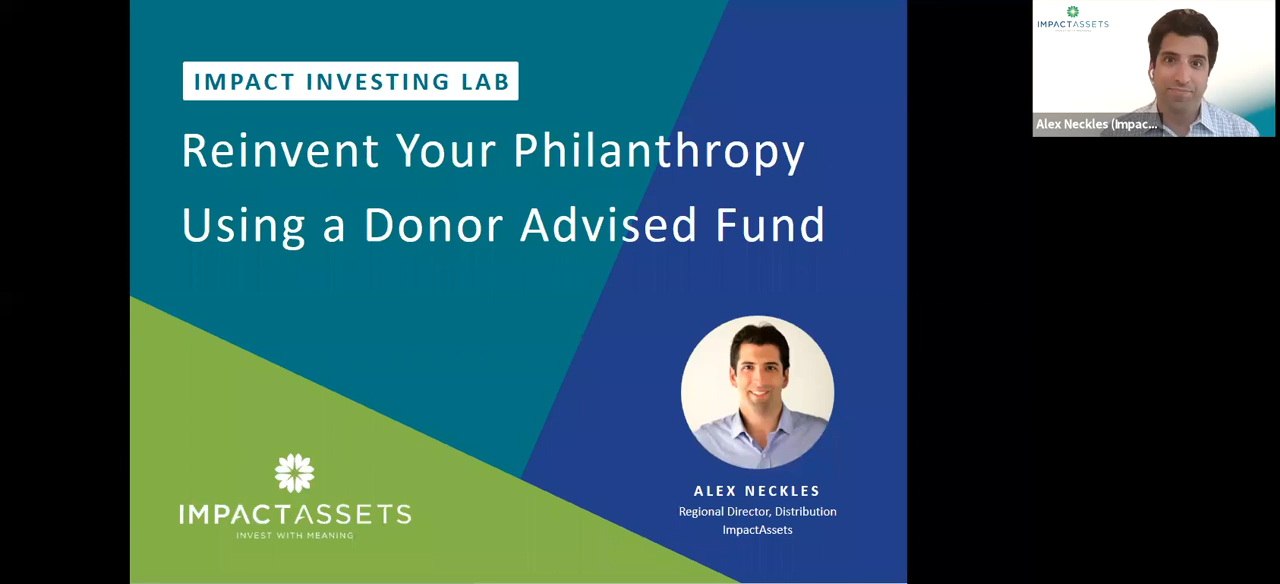 IMPACT INVESTING LAB
Reinvent Your Philanthropy
Using a Donor Advised Fund
IMPACTASSETS
INVEST WITH MEANING
ALEX NECKLES
Regional Director, Distribution
ImpactAssets
IMPACTASSETS
Alex Neckles (Impac...